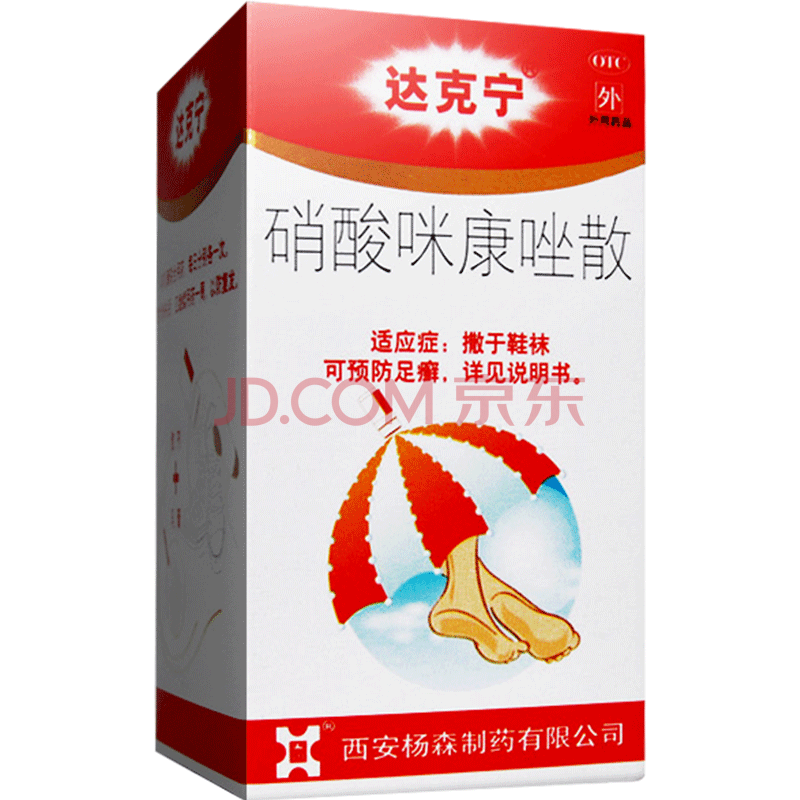 达克宁®
OTC
外
外用药品
达克宁
硝酸咪康唑散
适应症：撒于鞋袜
可预防足癣，详见说明书。
JD.COM 京东
西安杨森制药有限公司